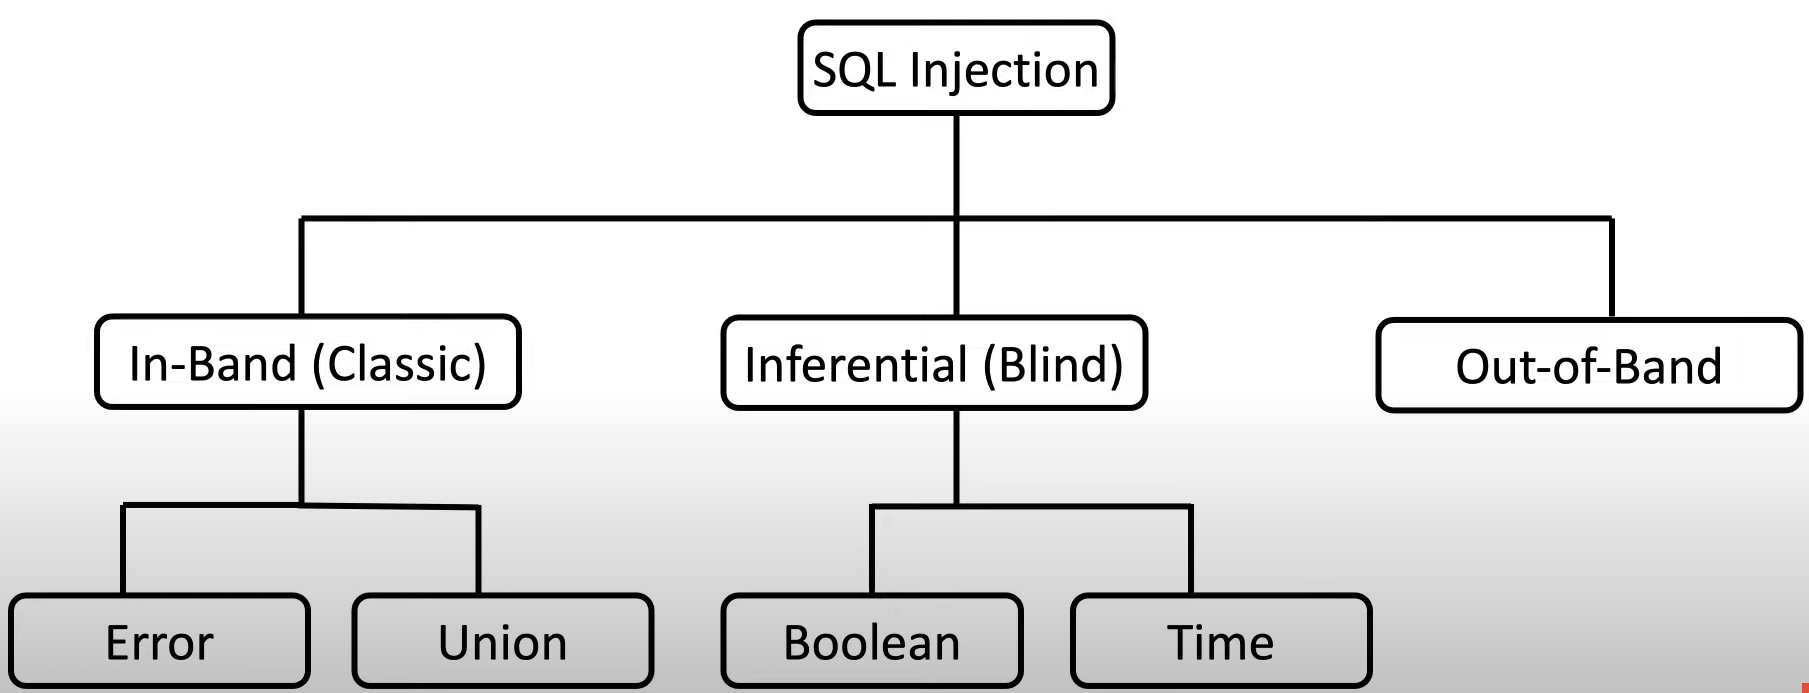 SQL Injection
In-Band (Classic)
Inferential (Blind)
Out-of-Band
Error
Union
Boolean
Time